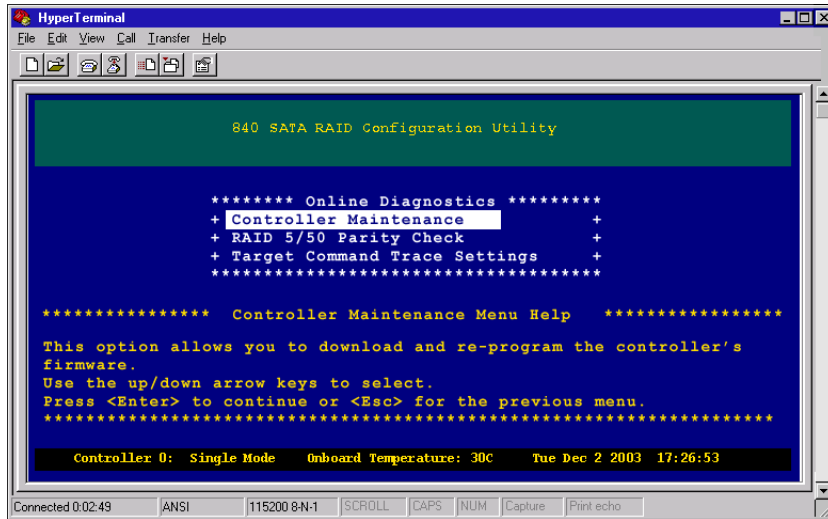 HyperTerminal
File Edit View Call Transfer Help
840 SATA RAID Configuration Utility
******** Online Diagnostics *********
+ Controller Maintenance +
+ RAID 5/50 Parity Check +
+ Target Command Trace Settings +
*************************************
**************** Controller Maintenance Menu Help *****************
This option allows you to download and re-program the controller's
firmware.
Use the up/down arrow keys to select.
Press <Enter> to continue or <Esc> for the previous menu.
*********************************************************************
Controller 0: Single Mode Onboard Temperature: 30C Tue Dec 2 2003 17:26:53
Connected 0:02:49 ANSI 115200 8-N-1 SCROLL CAPS NUM Capture Print echo